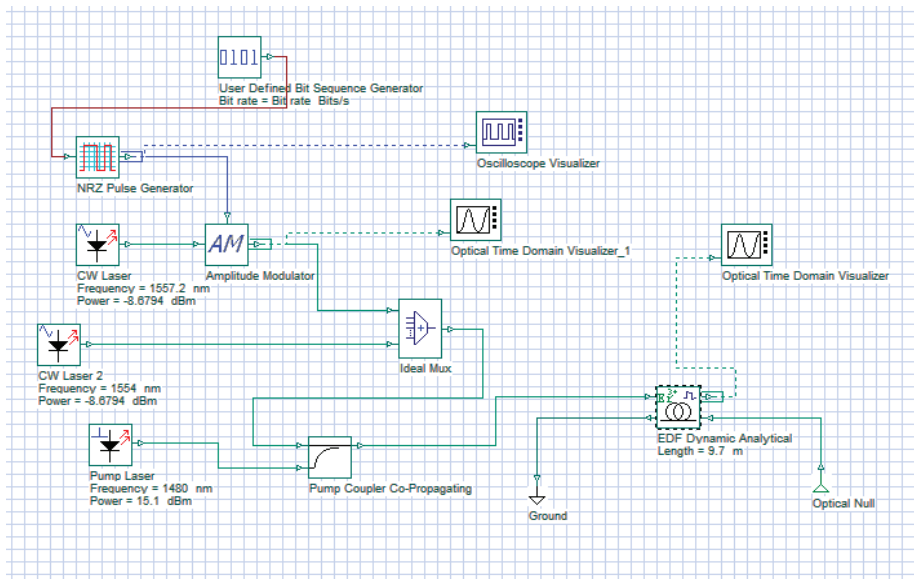 0101
User Defined Bit Sequence Generator
Bit rate = Bit rate Bits/s
Oscilloscope Visualizer
NRZ Pulse Generator
AM
Optical Time Domain Visualizer_1
CW Laser
Frequency = 1557.2 nm
Power = -8.6794 dBm
Amplitude Modulator
Optical Time Domain Visualizer
Ideal Mux
CW Laser 2
Frequency = 1554 nm
Power = -8.6794 dBm
EDF Dynamic Analytical
Length = 9.7 m
Pump Laser
Frequency = 1480 nm
Power = 15.1 dBm
Pump Coupler Co-Propagating
Optical Null
Ground